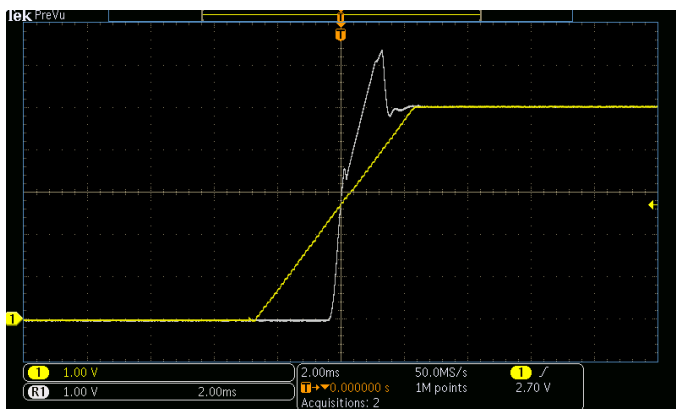 Tek PreVu
T
T
1
1 1.00 V
R1 1.00 V 2.00ms
2.00ms 50.0MS/s
T→▼0.000000 s 1M points
Acquisitions: 2
1 2.70 V